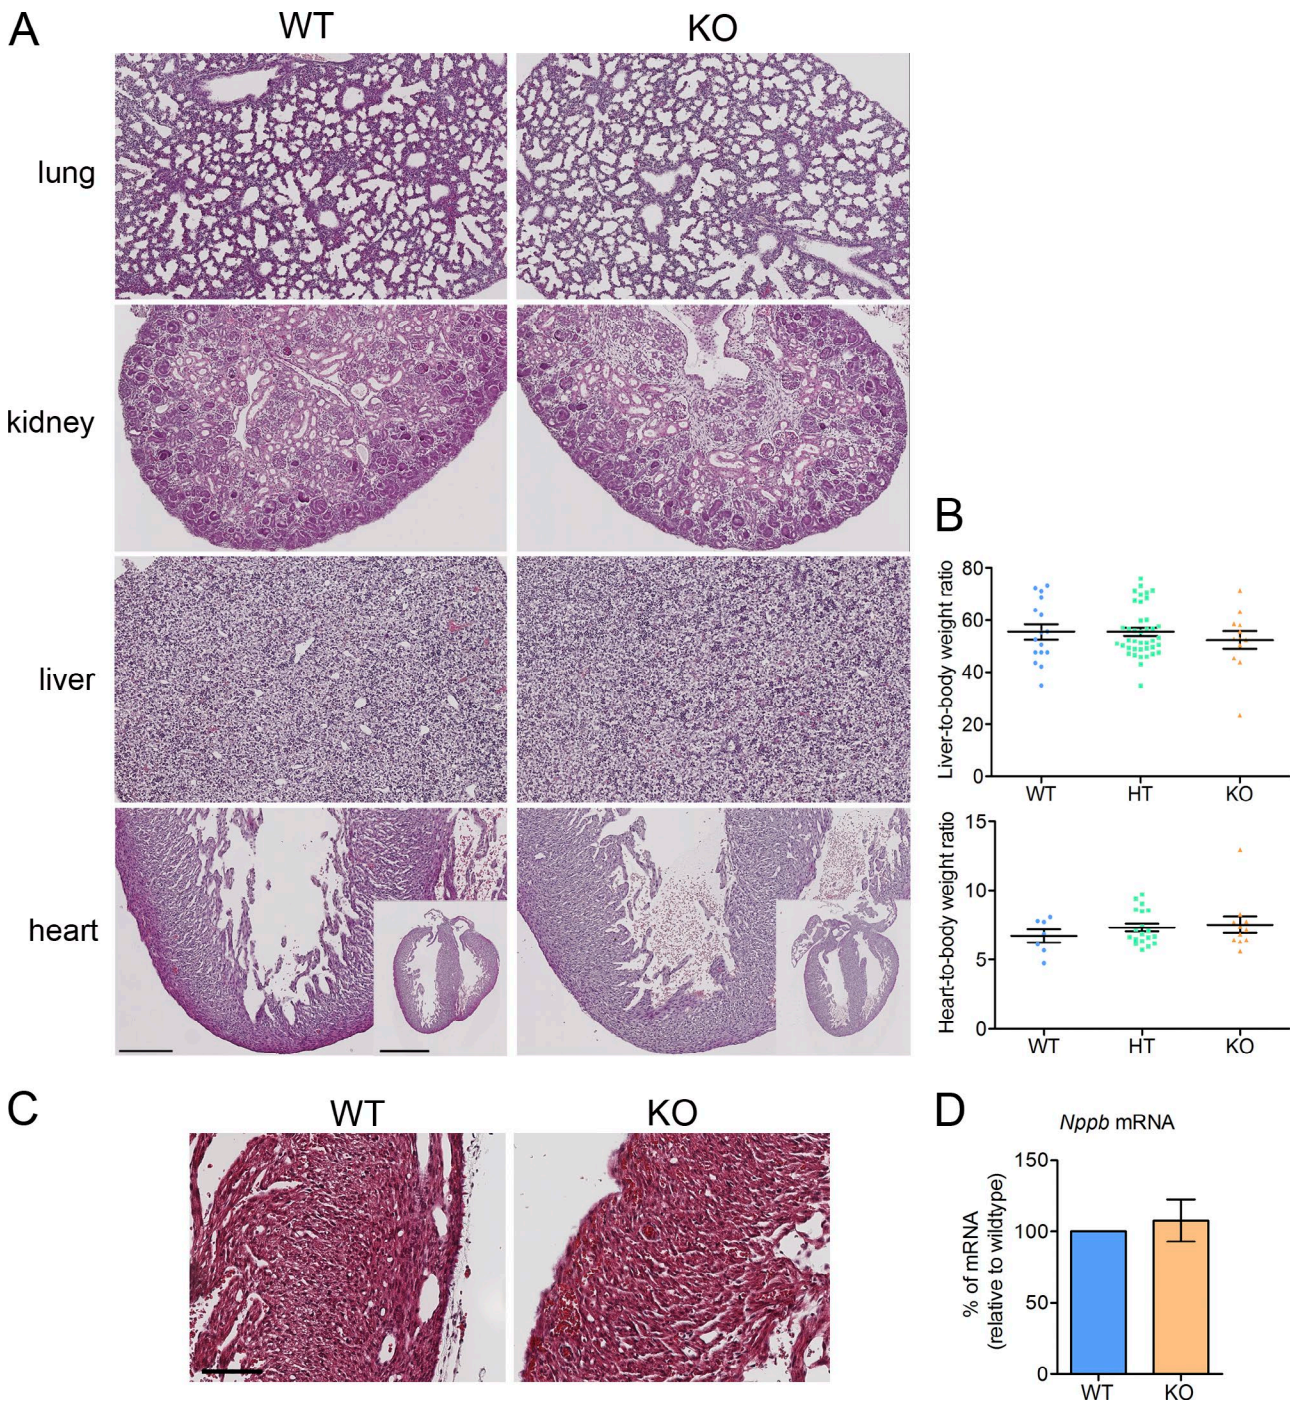 A
WT
KO
lung
kidney
liver
heart
B
Liver-to-body weight ratio
80
60
40
20
0
WT
HT
KO
Heart-to-body weight ratio
15
10
5
0
WT
HT
KO
C
WT
KO
D
Nppb mRNA
% of mRNA
(relative to wildtype)
150
100
50
0
WT
KO